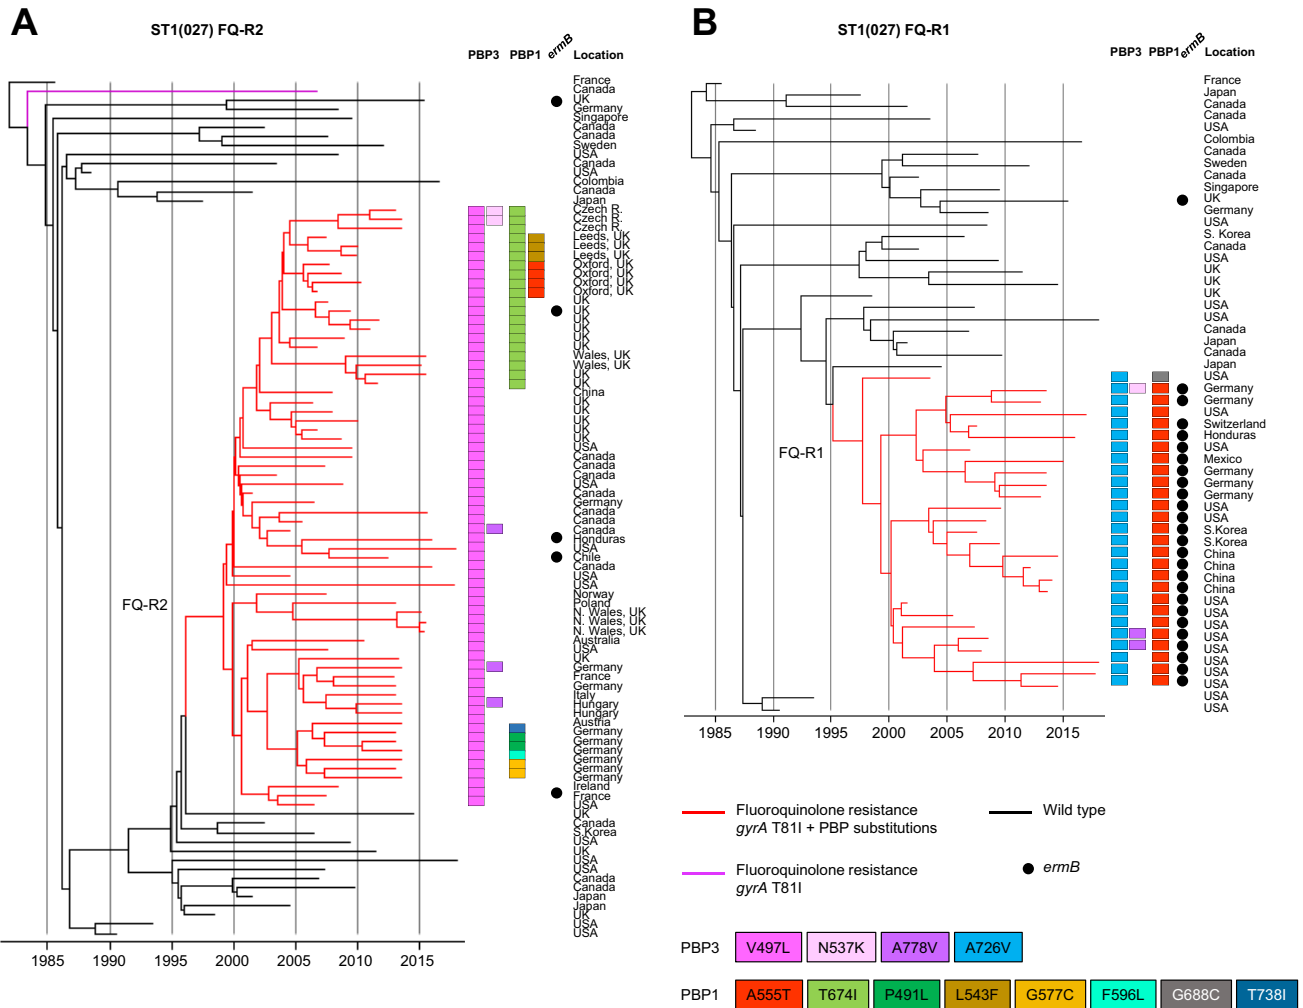 A
ST1(027) FQ-R2
PBP3 PBP1 ermB Location
France
Canada
UK
Germany
Singapore
Canada
Canada
Sweden
USA
Canada
USA
Colombia
Canada
Japan
Czech R.
Czech R.
Czech R.
Leeds, UK
Leeds, UK
Leeds, UK
Oxford, UK
Oxford, UK
Oxford, UK
Oxford, UK
UK
UK
UK
UK
UK
UK
Wales, UK
Wales, UK
UK
UK
China
UK
UK
UK
UK
UK
USA
Canada
Canada
Canada
USA
Canada
Germany
Canada
Canada
Canada
Honduras
USA
Chile
Canada
USA
USA
Norway
Poland
N. Wales, UK
N. Wales, UK
N. Wales, UK
Australia
USA
UK
Germany
France
Germany
Italy
Hungary
Hungary
Austria
Germany
Germany
Germany
Germany
Germany
Germany
Ireland
France
USA
UK
Canada
S.Korea
USA
UK
USA
USA
Canada
Canada
Japan
Japan
UK
USA
USA
FQ-R2
1985 1990 1995 2000 2005 2010 2015
B
ST1(027) FQ-R1
PBP3 PBP1 ermB Location
France
Japan
Canada
Canada
USA
Colombia
Canada
Sweden
Canada
Singapore
UK
Germany
USA
S. Korea
Canada
USA
UK
UK
UK
USA
USA
Canada
Japan
Canada
Japan
USA
Germany
Germany
USA
Switzerland
Honduras
USA
Mexico
Germany
Germany
Germany
USA
USA
S.Korea
S.Korea
China
China
China
China
USA
USA
USA
USA
USA
USA
USA
USA
USA
USA
FQ-R1
1985 1990 1995 2000 2005 2010 2015
Fluoroquinolone resistance
gyrA T81I + PBP substitutions
Wild type
Fluoroquinolone resistance
gyrA T81I
ermB
PBP3 V497L N537K A778V A726V
PBP1 A555T T674I P491L L543F G577C F596L G688C T738I